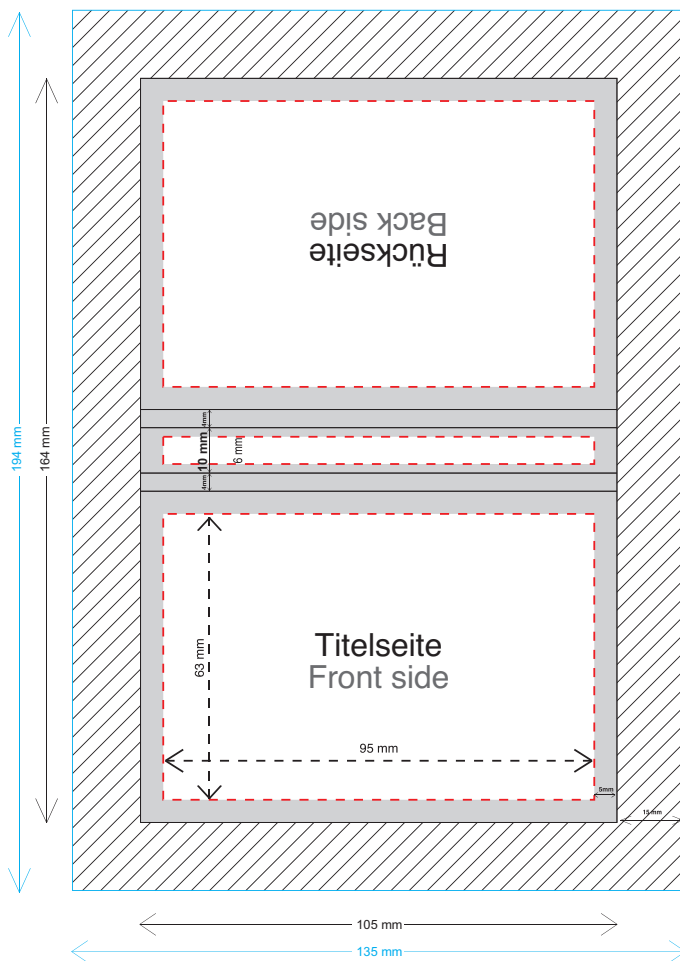 Rückseite
Back side
4mm
10 mm
6 mm
4mm
194 mm
164 mm
63 mm
Titelseite
Front side
95 mm
5mm
15 mm
105 mm
135 mm